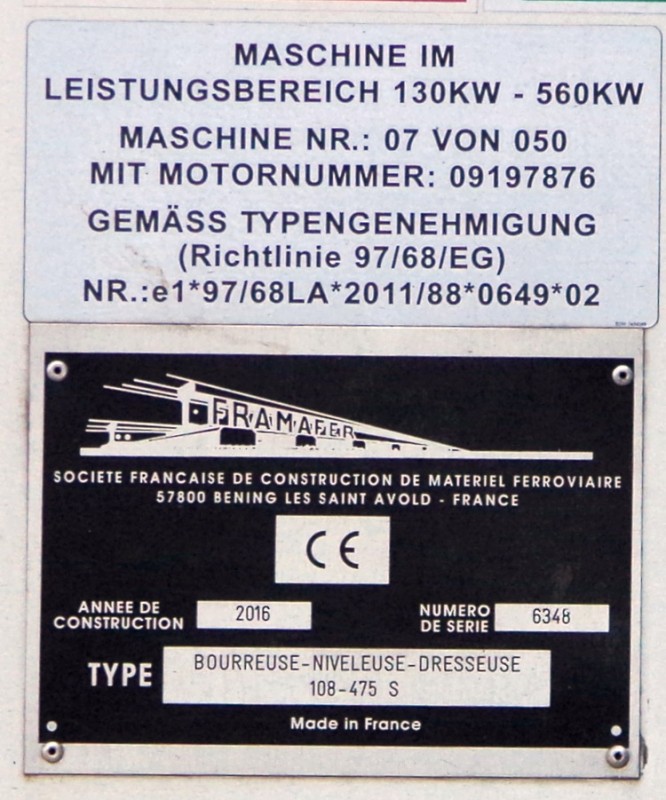 MASCHINE IM
LEISTUNGSBEREICH 130KW - 560KW
MASCHINE NR.: 07 VON 050
MIT MOTORNUMMER: 09197876
GEMÄSS TYPENGENEHMIGUNG
(Richtlinie 97/68/EG)
NR.:e1*97/68LA*2011/88*0649*02
FRAMAFER
SOCIETE FRANCAISE DE CONSTRUCTION DE MATERIEL FERROVIAIRE
57800 BENING LES SAINT AVOLD - FRANCE
CE
ANNEE DE CONSTRUCTION 2016
NUMERO DE SERIE 6348
TYPE BOURREUSE-NIVELEUSE-DRESSEUSE
108-475 S
Made in France